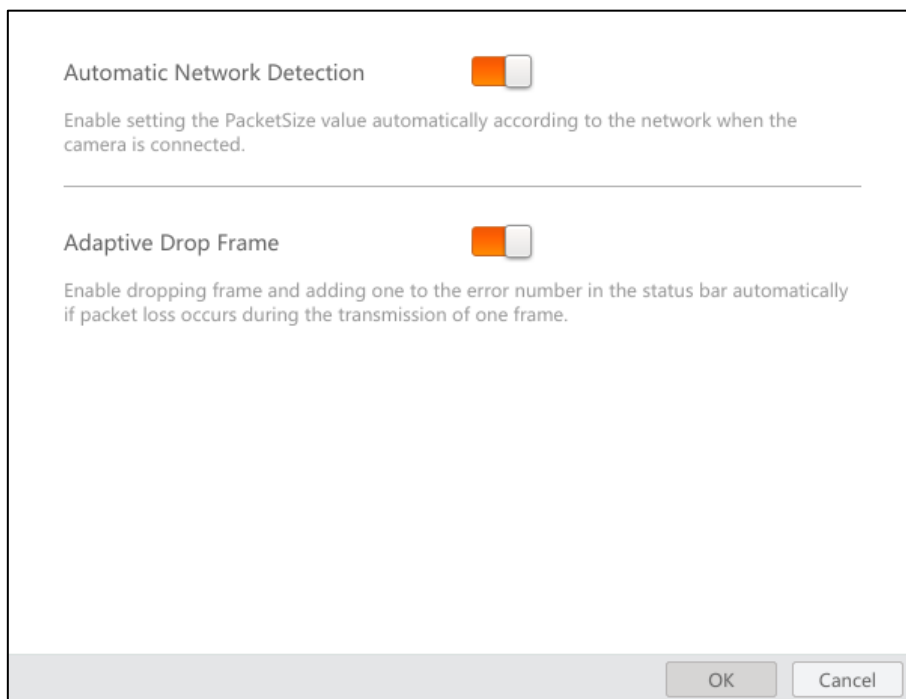 Automatic Network Detection
Enable setting the PacketSize value automatically according to the network when the
camera is connected.
Adaptive Drop Frame
Enable dropping frame and adding one to the error number in the status bar automatically
if packet loss occurs during the transmission of one frame.
OK
Cancel